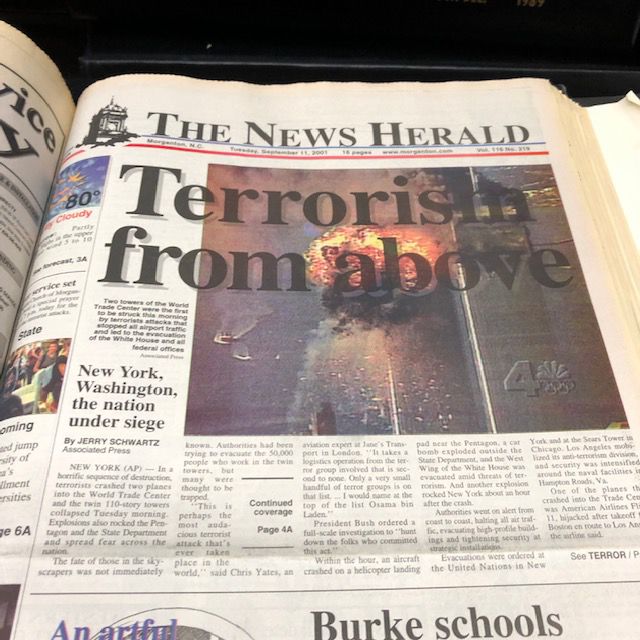 1989
vice
y
THE NEWS HERALD
Morganton, N.C.
Tuesday, September 11, 2001 16 pages www.morganton.com Vol. 116 No. 219
80°
Cloudy
Partly
in the upper
5 to 10
forecast, 3A
service set
Church of Morgan-
special prayer
today for the
attacks.
State
oming
ed jump
sity of
a's
llment
ersities
ge 6A
Terrorism
from above
Two towers of the World
Trade Center were the first
to be struck this morning
by terrorists attacks that
stopped all airport traffic
and led to the evacuation
of the White House and all
federal offices
Associated Press
4
New York,
Washington,
the nation
under siege
By JERRY SCHWARTZ
Associated Press
NEW YORK (AP) — In a
horrific sequence of destruction,
terrorists crashed two planes
into the World Trade Center
and the twin 110-story towers
collapsed Tuesday morning.
Explosions also rocked the Pen-
tagon and the State Department
and spread fear across the
nation.
The fate of those in the sky-
scrapers was not immediately
known. Authorities had been
trying to evacuate the 50,000
people who work in the twin
towers, but
many were
thought to be
trapped.
"This is
perhaps the
most auda-
cious terrorist
attack that's
ever taken
place in the
world," said Chris Yates, an
Continued
coverage
Page 4A
aviation expert at Jane's Trans-
port in London. "It takes a
logistics operation from the ter-
ror group involved that is sec-
ond to none. Only a very small
handful of terror groups is on
that list. ... I would name at the
top of the list Osama bin
Laden."
President Bush ordered a
full-scale investigation to "hunt
down the folks who committed
this act."
Within the hour, an aircraft
crashed on a helicopter landing
pad near the Pentagon, a car
bomb exploded outside the
State Department, and the West
Wing of the White House was
evacuated amid threats of ter-
rorism. And another explosion
rocked New York about an hour
after the crash.
Authorities went on alert from
coast to coast, halting all air traf-
fic, evacuating high-profile build-
ings and tightening security at
strategic installations.
Evacuations were ordered at
the United Nations in New
York and at the Sears Tower in
Chicago. Los Angeles mobi-
lized its anti-terrorism division,
and security was intensified
around the naval facilities in
Hampton Roads, Va.
One of the planes th
crashed into the Trade Cen
was American Airlines Fli
11, hijacked after takeoff f
Boston en route to Los An
the airline said.
See TERROR / P
An artful
Burke schools